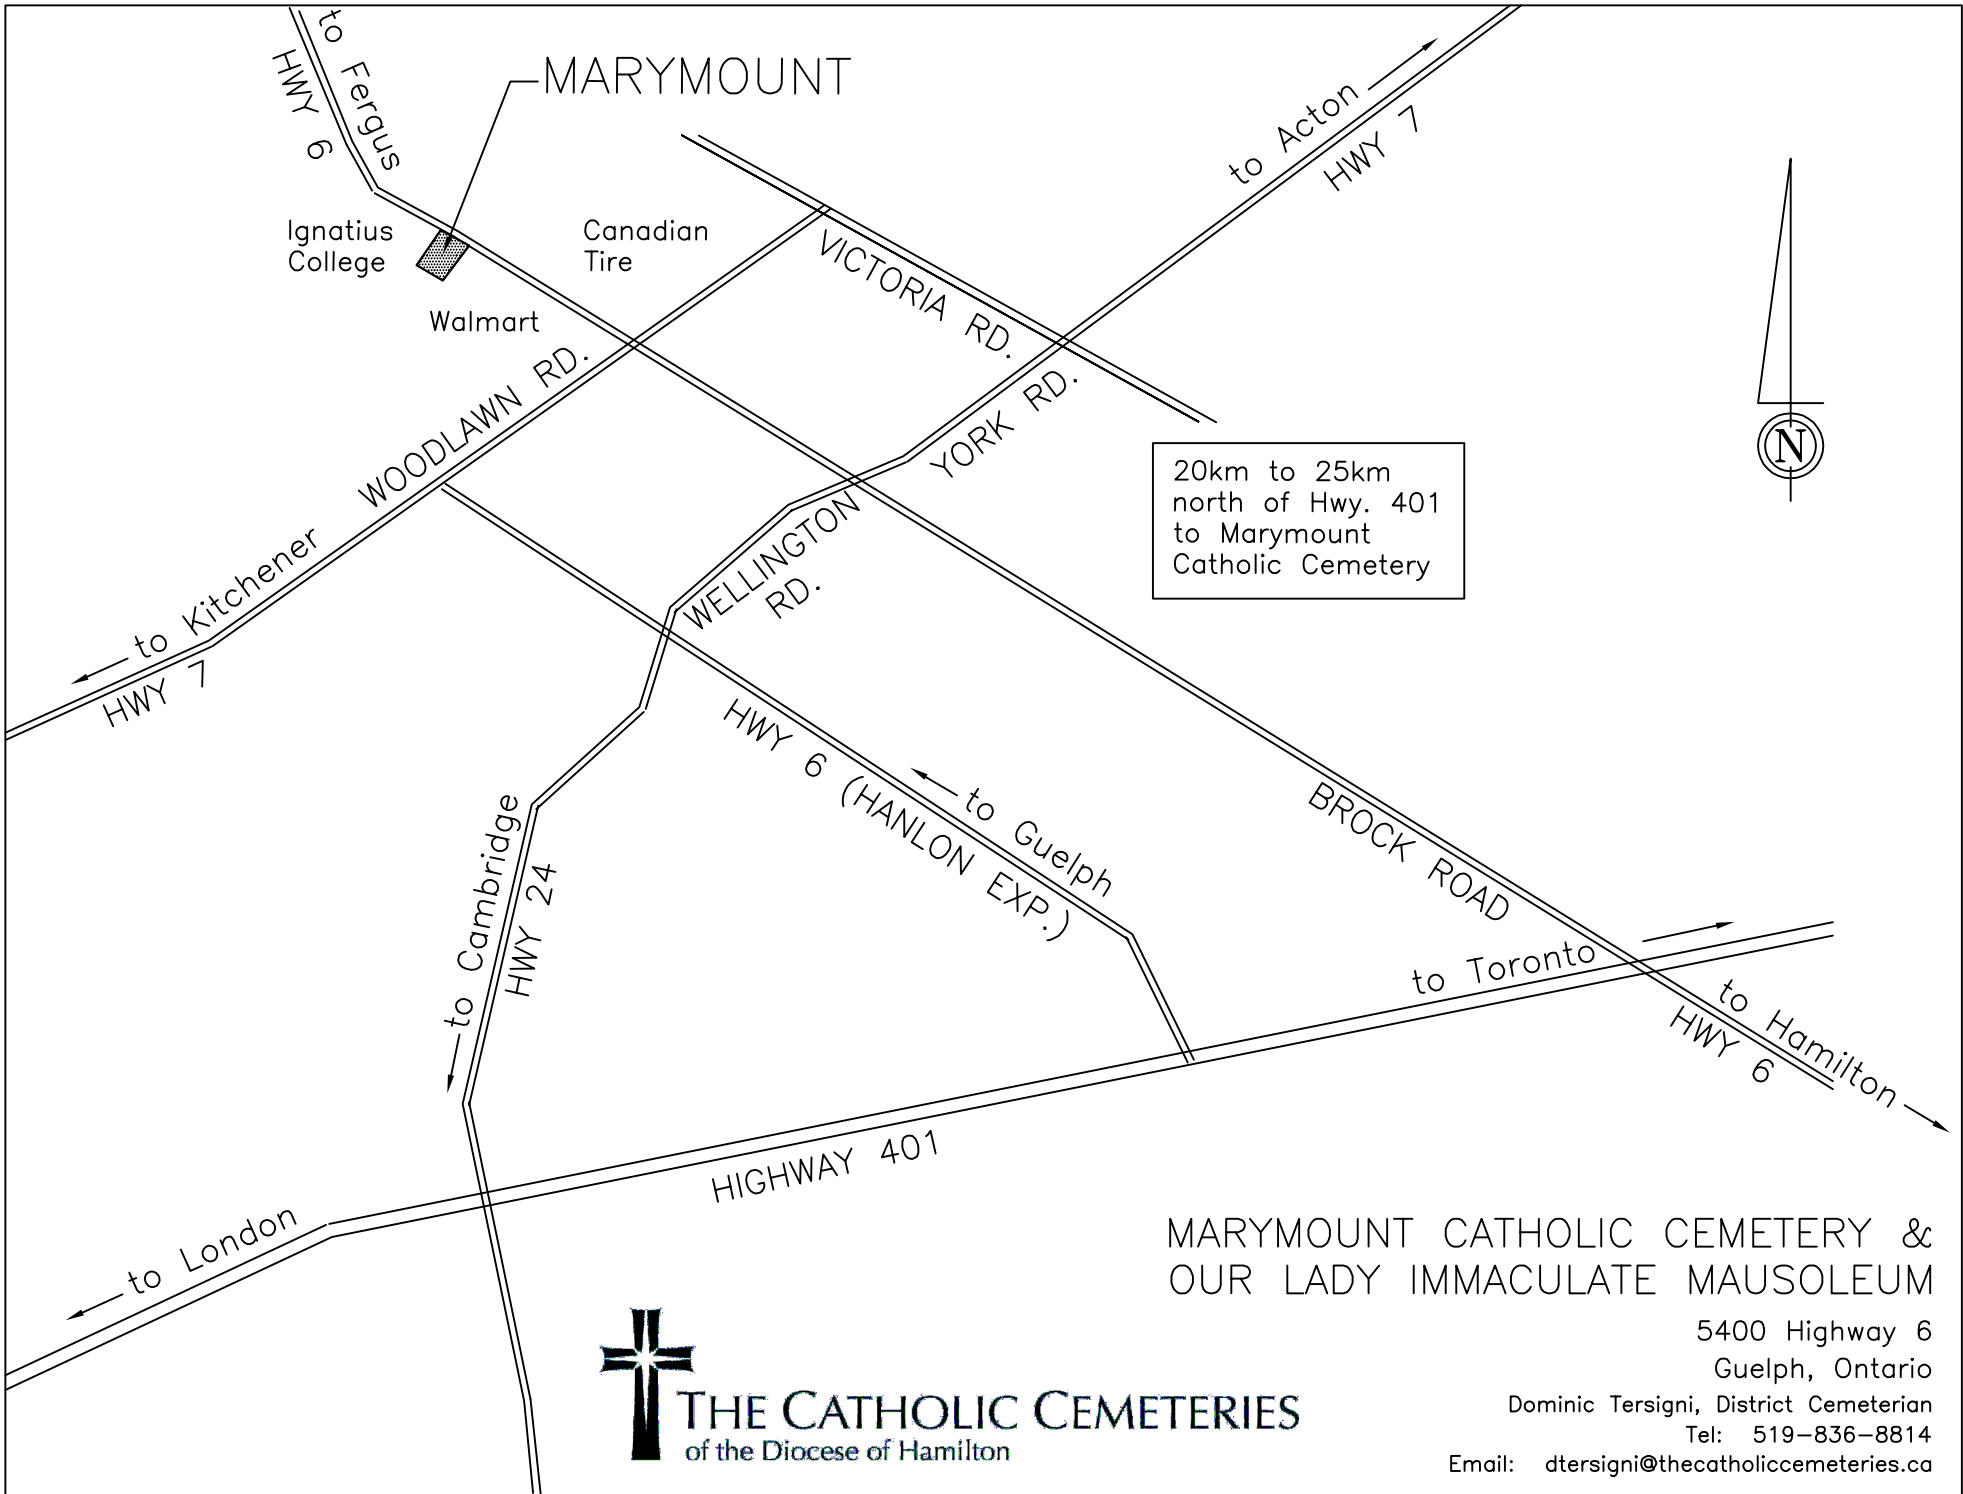 to Fergus
HWY 6
MARYMOUNT
to Acton
HWY 7
Ignatius
College
Canadian
Tire
Walmart
VICTORIA RD.
WOODLAWN RD.
YORK RD.
N
20km to 25km
north of Hwy. 401
to Marymount
Catholic Cemetery
WELLINGTON
RD.
to Kitchener
HWY 7
HWY 6 (HANLON EXP.)
to Guelph
BROCK ROAD
to Cambridge
HWY 24
to Toronto
to Hamilton
HWY 6
HIGHWAY 401
to London
MARYMOUNT CATHOLIC CEMETERY &
OUR LADY IMMACULATE MAUSOLEUM
5400 Highway 6
Guelph, Ontario
Dominic Tersigni, District Cemeterian
Tel: 519-836-8814
Email: dtersigni@thecatholiccemeteries.ca
THE CATHOLIC CEMETERIES
of the Diocese of Hamilton